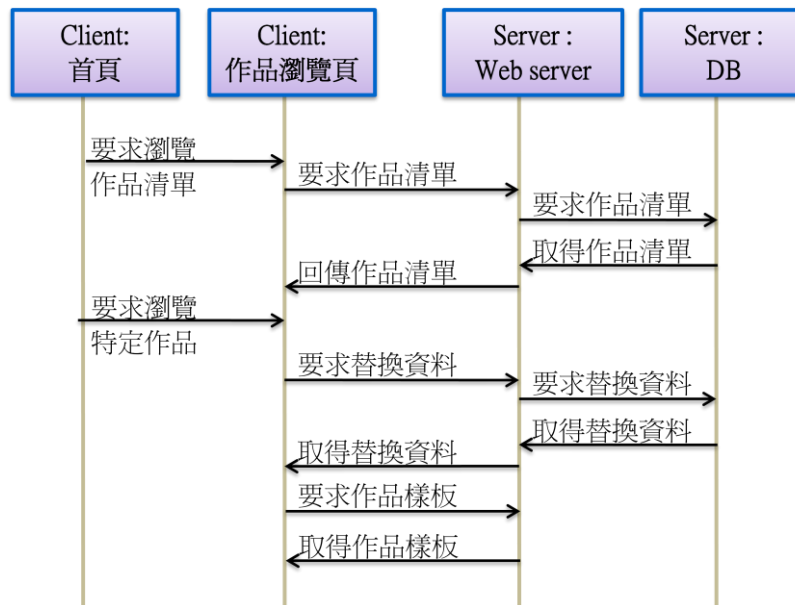 Client:
首頁
Client:
作品瀏覽頁
Server :
Web server
Server :
DB
要求瀏覽
作品清單
要求作品清單
要求作品清單
取得作品清單
回傳作品清單
要求瀏覽
特定作品
要求替換資料
要求替換資料
取得替換資料
取得替換資料
要求作品樣板
取得作品樣板